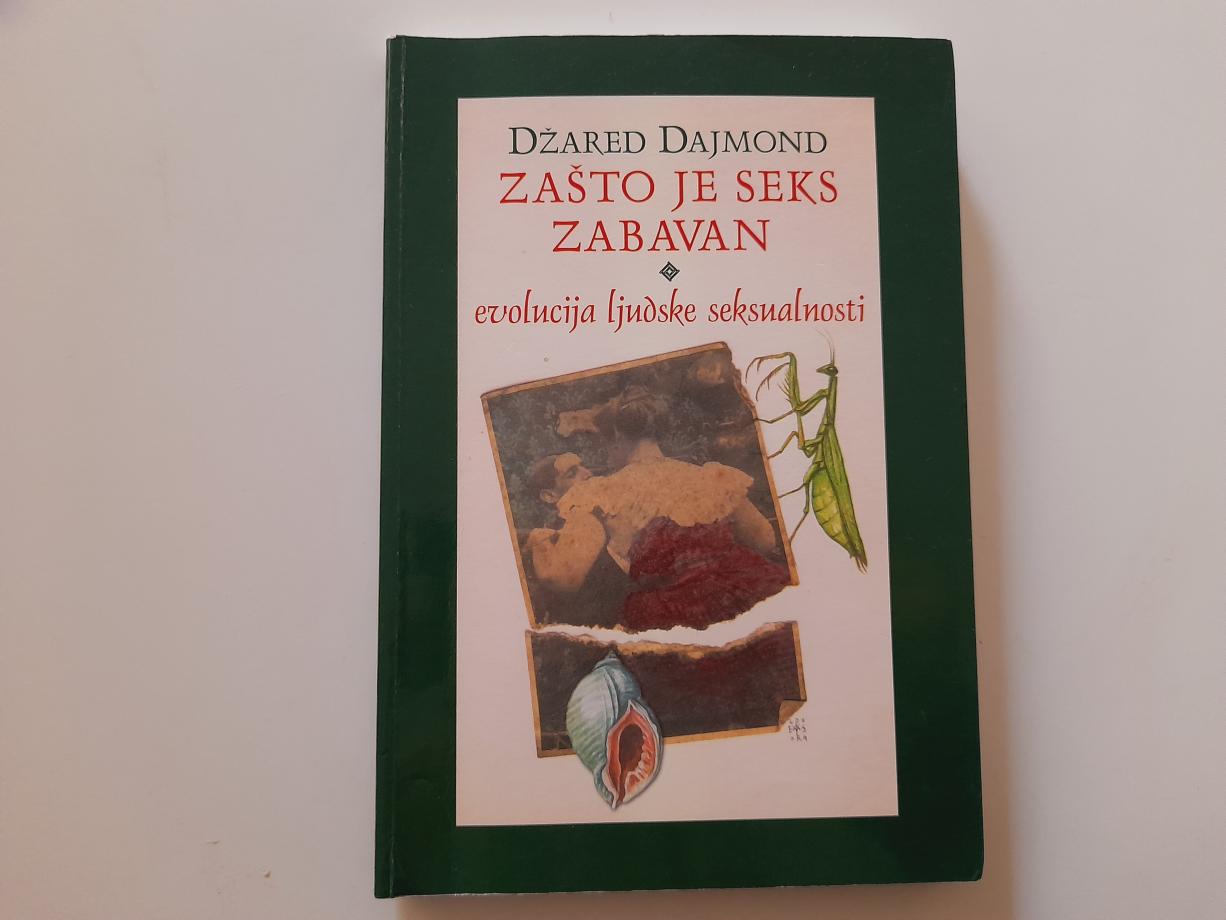 DŽARED DAJMOND
ZAŠTO JE SEKS
ZABAVAN
evolucija ljudske seksualnosti